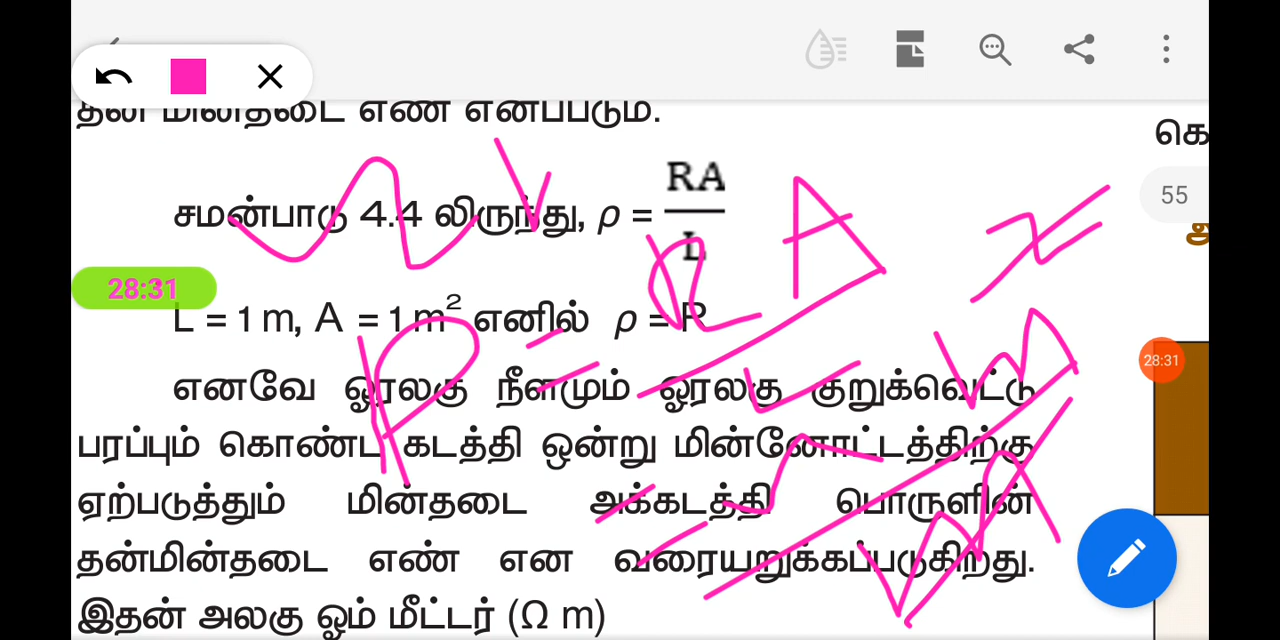 தன் மின்தடை எண் எனப்படும்.
கெ
சமன்பாடு 4.4 லிருந்து, ρ = RA / L
55
28:31
L = 1 m, A = 1 m² எனில் ρ = R
28:31
எனவே ஓரலகு நீளமும் ஓரலகு குறுக்வெட்டு
பரப்பும் கொண்ட கடத்தி ஒன்று மின்னோட்டத்திற்கு
ஏற்படுத்தும் மின்தடை அக்கடத்தி பொருளின்
தன்மின்தடை எண் என வரையறுக்கப்படுகிறது.
இதன் அலகு ஓம் மீட்டர் (Ω m)